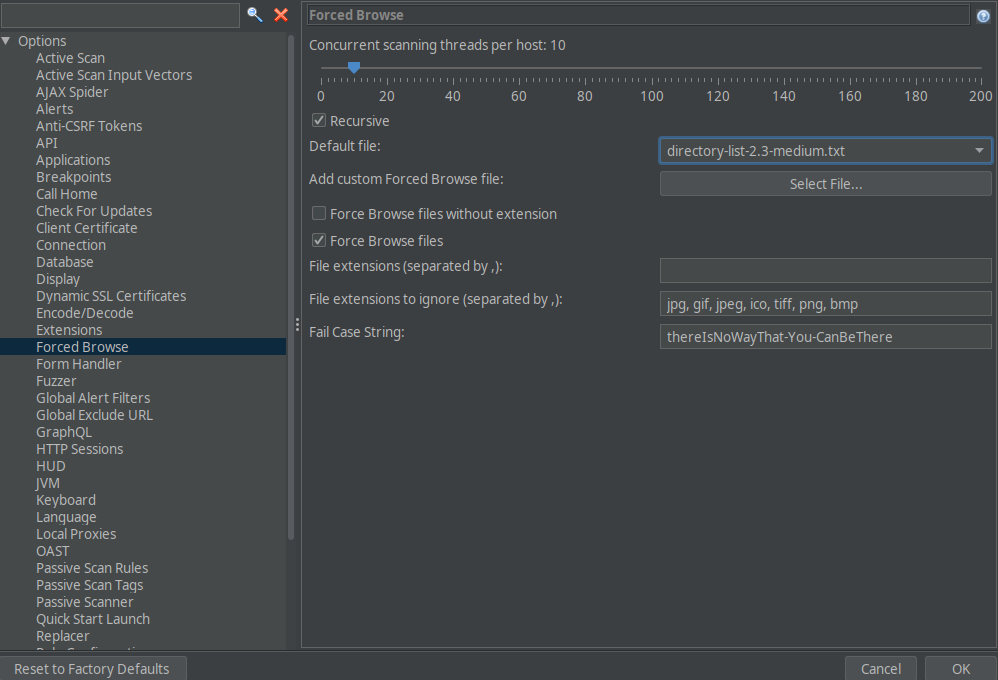 Forced Browse
Options
Active Scan
Active Scan Input Vectors
AJAX Spider
Alerts
Anti-CSRF Tokens
API
Applications
Breakpoints
Call Home
Check For Updates
Client Certificate
Connection
Database
Display
Dynamic SSL Certificates
Encode/Decode
Extensions
Forced Browse
Form Handler
Fuzzer
Global Alert Filters
Global Exclude URL
GraphQL
HTTP Sessions
HUD
JVM
Keyboard
Language
Local Proxies
OAST
Passive Scan Rules
Passive Scan Tags
Passive Scanner
Quick Start Launch
Replacer
Concurrent scanning threads per host: 10
0 20 40 60 80 100 120 140 160 180 200
Recursive
Default file: directory-list-2.3-medium.txt
Add custom Forced Browse file: Select File...
Force Browse files without extension
Force Browse files
File extensions (separated by ,):
File extensions to ignore (separated by ,): jpg, gif, jpeg, ico, tiff, png, bmp
Fail Case String: thereIsNoWayThat-You-CanBeThere
Reset to Factory Defaults Cancel OK